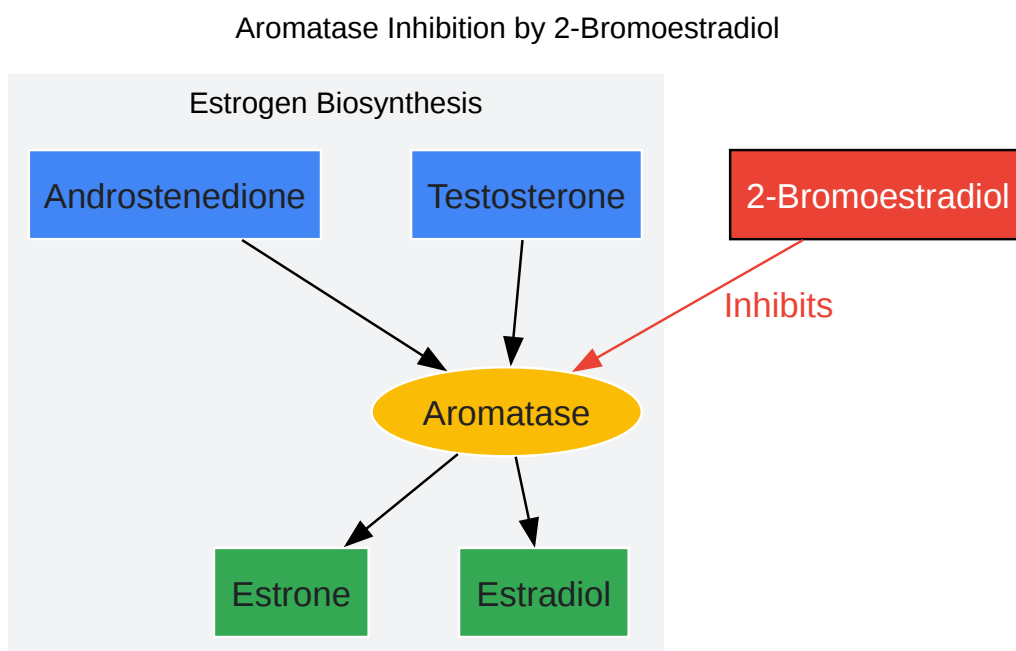 Aromatase Inhibition by 2-Bromoestradiol
Estrogen Biosynthesis
Androstenedione
Testosterone
2-Bromoestradiol
Inhibits
Aromatase
Estrone
Estradiol